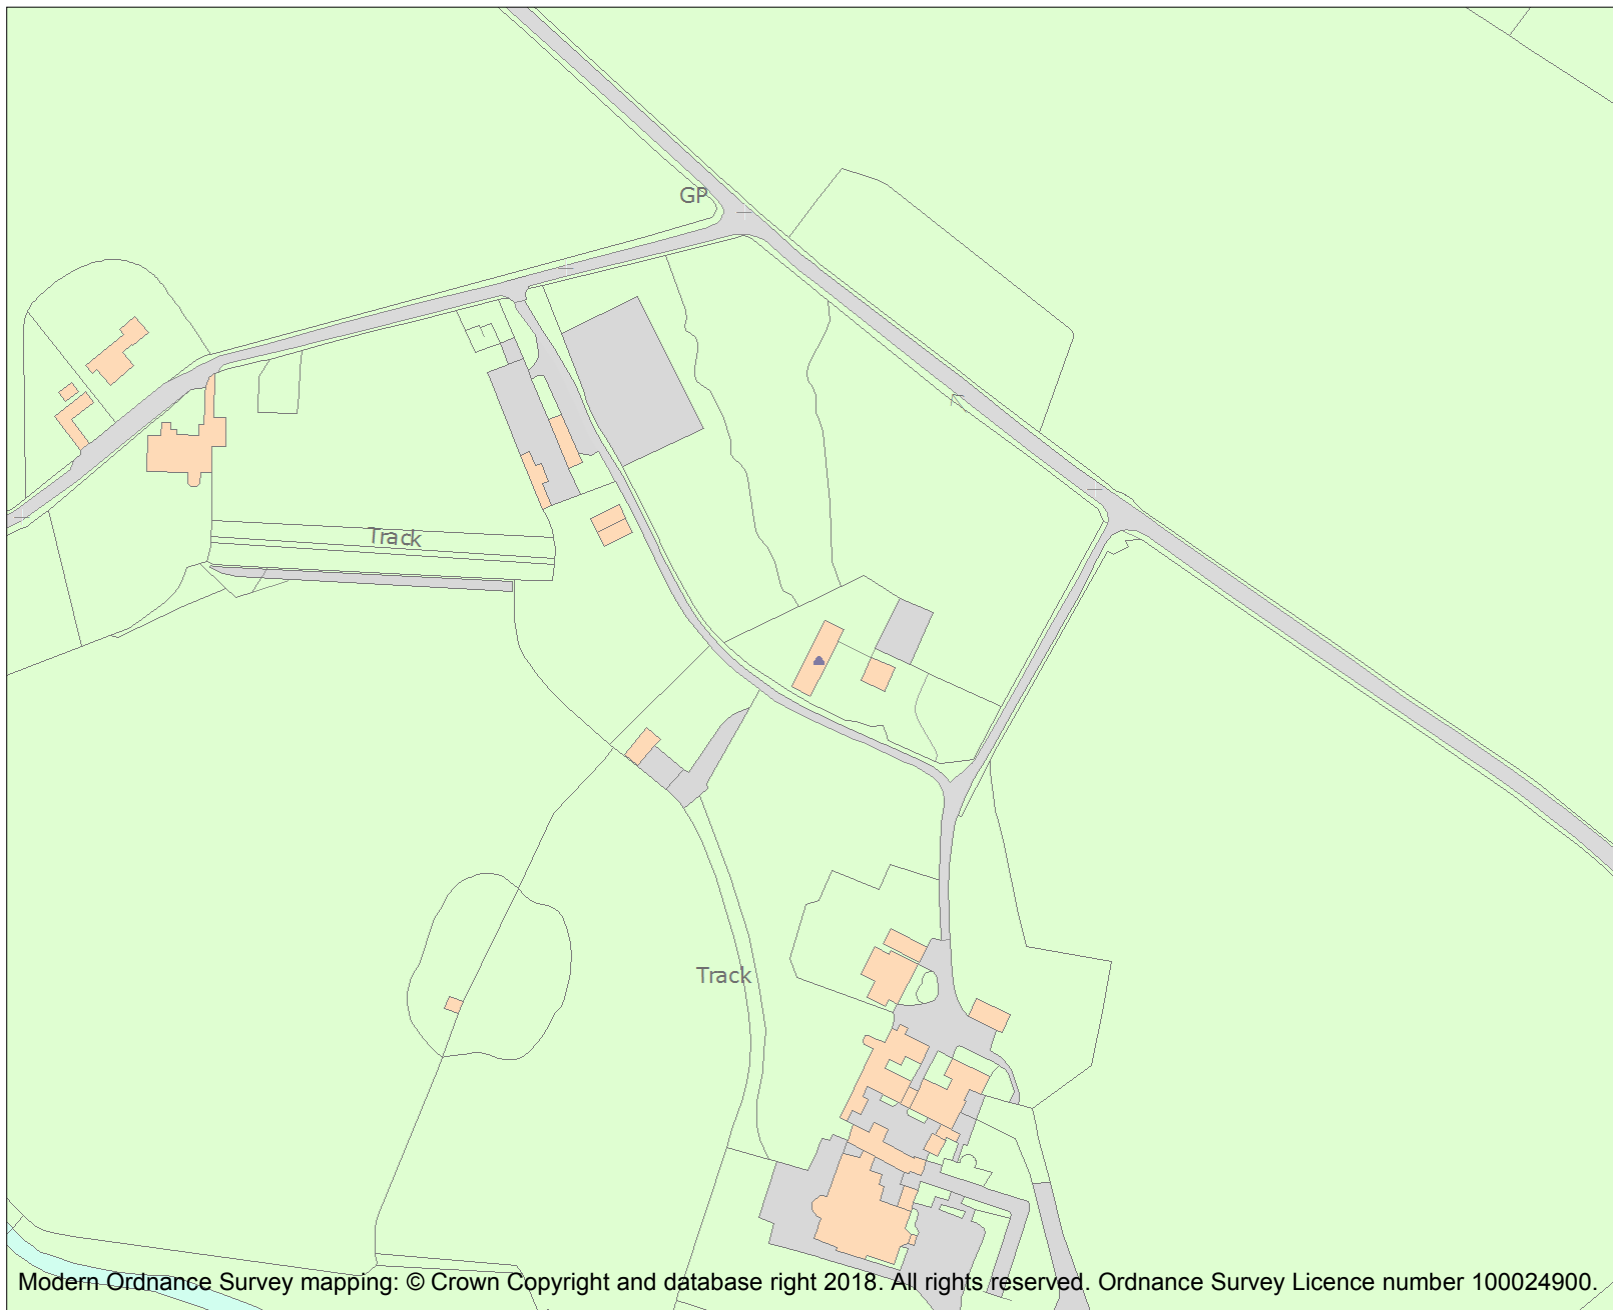 GP
Track
Track
Modern Ordnance Survey mapping: © Crown Copyright and database right 2018. All rights reserved. Ordnance Survey Licence number 100024900.